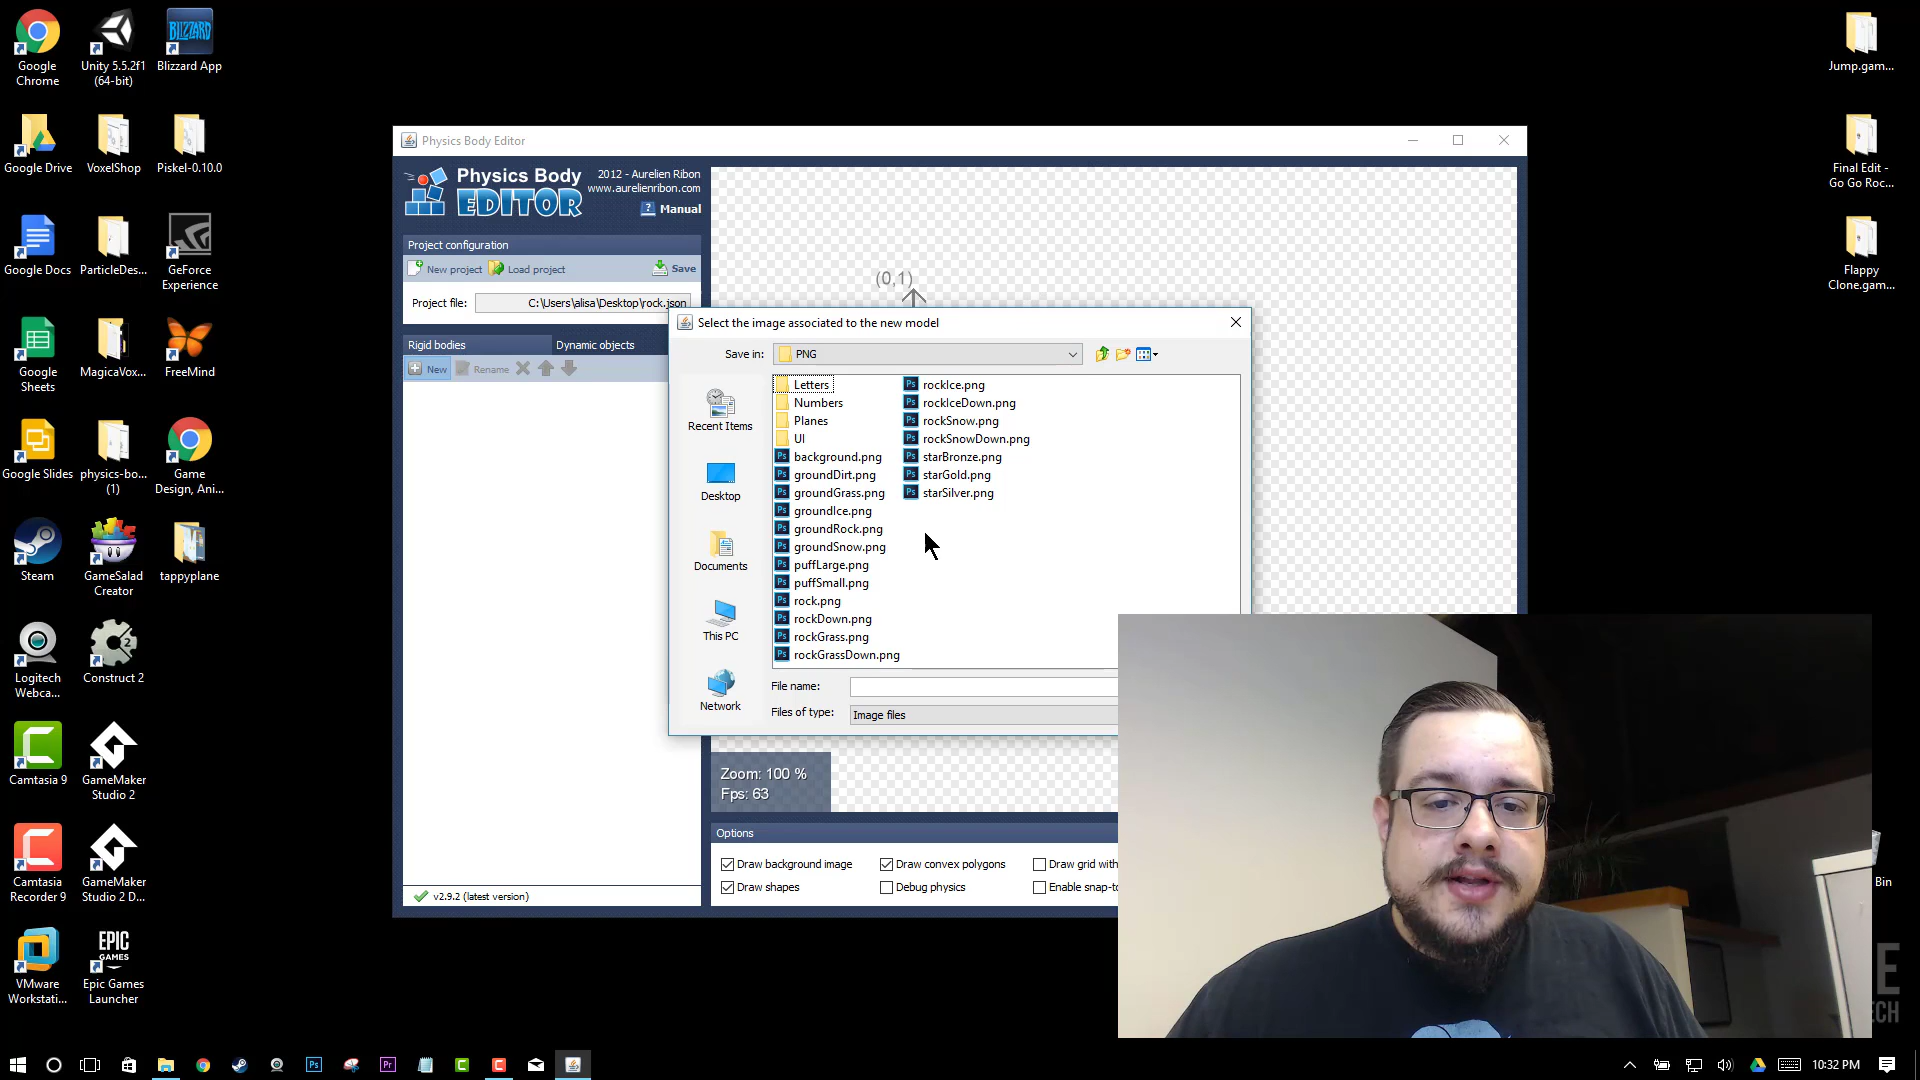 Google
Chrome
Unity 5.5.2f1
(64-bit)
BLIZZARD
Blizzard App
Google Drive
VoxelShop
Piskel-0.10.0
Google Docs
ParticleDes...
GeForce
Experience
Google
Sheets
MagicaVox...
FreeMind
Google Slides
physics-bo...
(1)
Game
Design, Ani...
Steam
GameSalad
Creator
tappyplane
Logitech
Webca...
Construct 2
Camtasia 9
GameMaker
Studio 2
Camtasia
Recorder 9
GameMaker
Studio 2 D...
VMware
Workstati...
EPIC
GAMES
Epic Games
Launcher
Jump.gam...
Final Edit -
Go Go Roc...
Flappy
Clone.gam...
Bin
Physics Body Editor
Physics Body
EDITOR
2012 - Aurelien Ribon
www.aurelienribon.com
? Manual
Project configuration
New project
Load project
Save
Project file:
C:\Users\alisa\Desktop\rock.json
Rigid bodies
Dynamic objects
New
Rename
v2.9.2 (latest version)
(0,1)
Select the image associated to the new model
Save in:
PNG
Recent Items
Desktop
Documents
This PC
Network
Letters
Numbers
Planes
UI
background.png
groundDirt.png
groundGrass.png
groundIce.png
groundRock.png
groundSnow.png
puffLarge.png
puffSmall.png
rock.png
rockDown.png
rockGrass.png
rockGrassDown.png
rockIce.png
rockIceDown.png
rockSnow.png
rockSnowDown.png
starBronze.png
starGold.png
starSilver.png
File name:
Files of type:
Image files
Zoom: 100 %
Fps: 63
Options
Draw background image
Draw convex polygons
Draw grid with
Draw shapes
Debug physics
Enable snap-to
10:32 PM